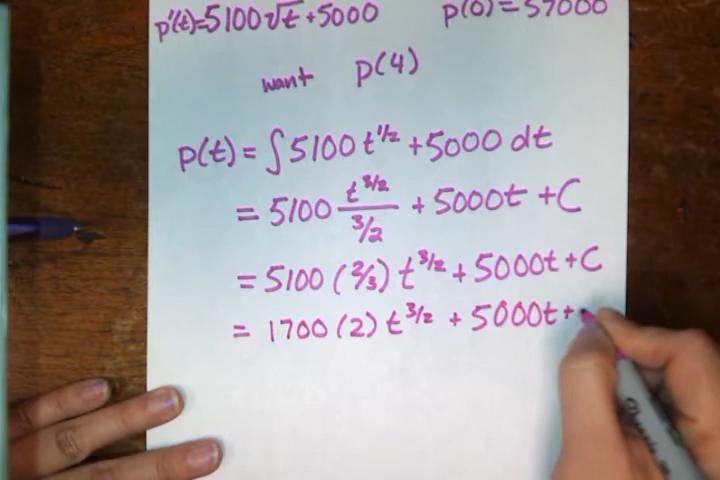 p'(t)=5100√t+5000 p(0)=57000
want p(4)
p(t) = ∫5100t^1/2 +5000 dt
= 5100 t^3/2 / 3/2 + 5000t + C
= 5100 (2/3) t^3/2 + 5000t + C
= 1700 (2) t^3/2 + 5000t +